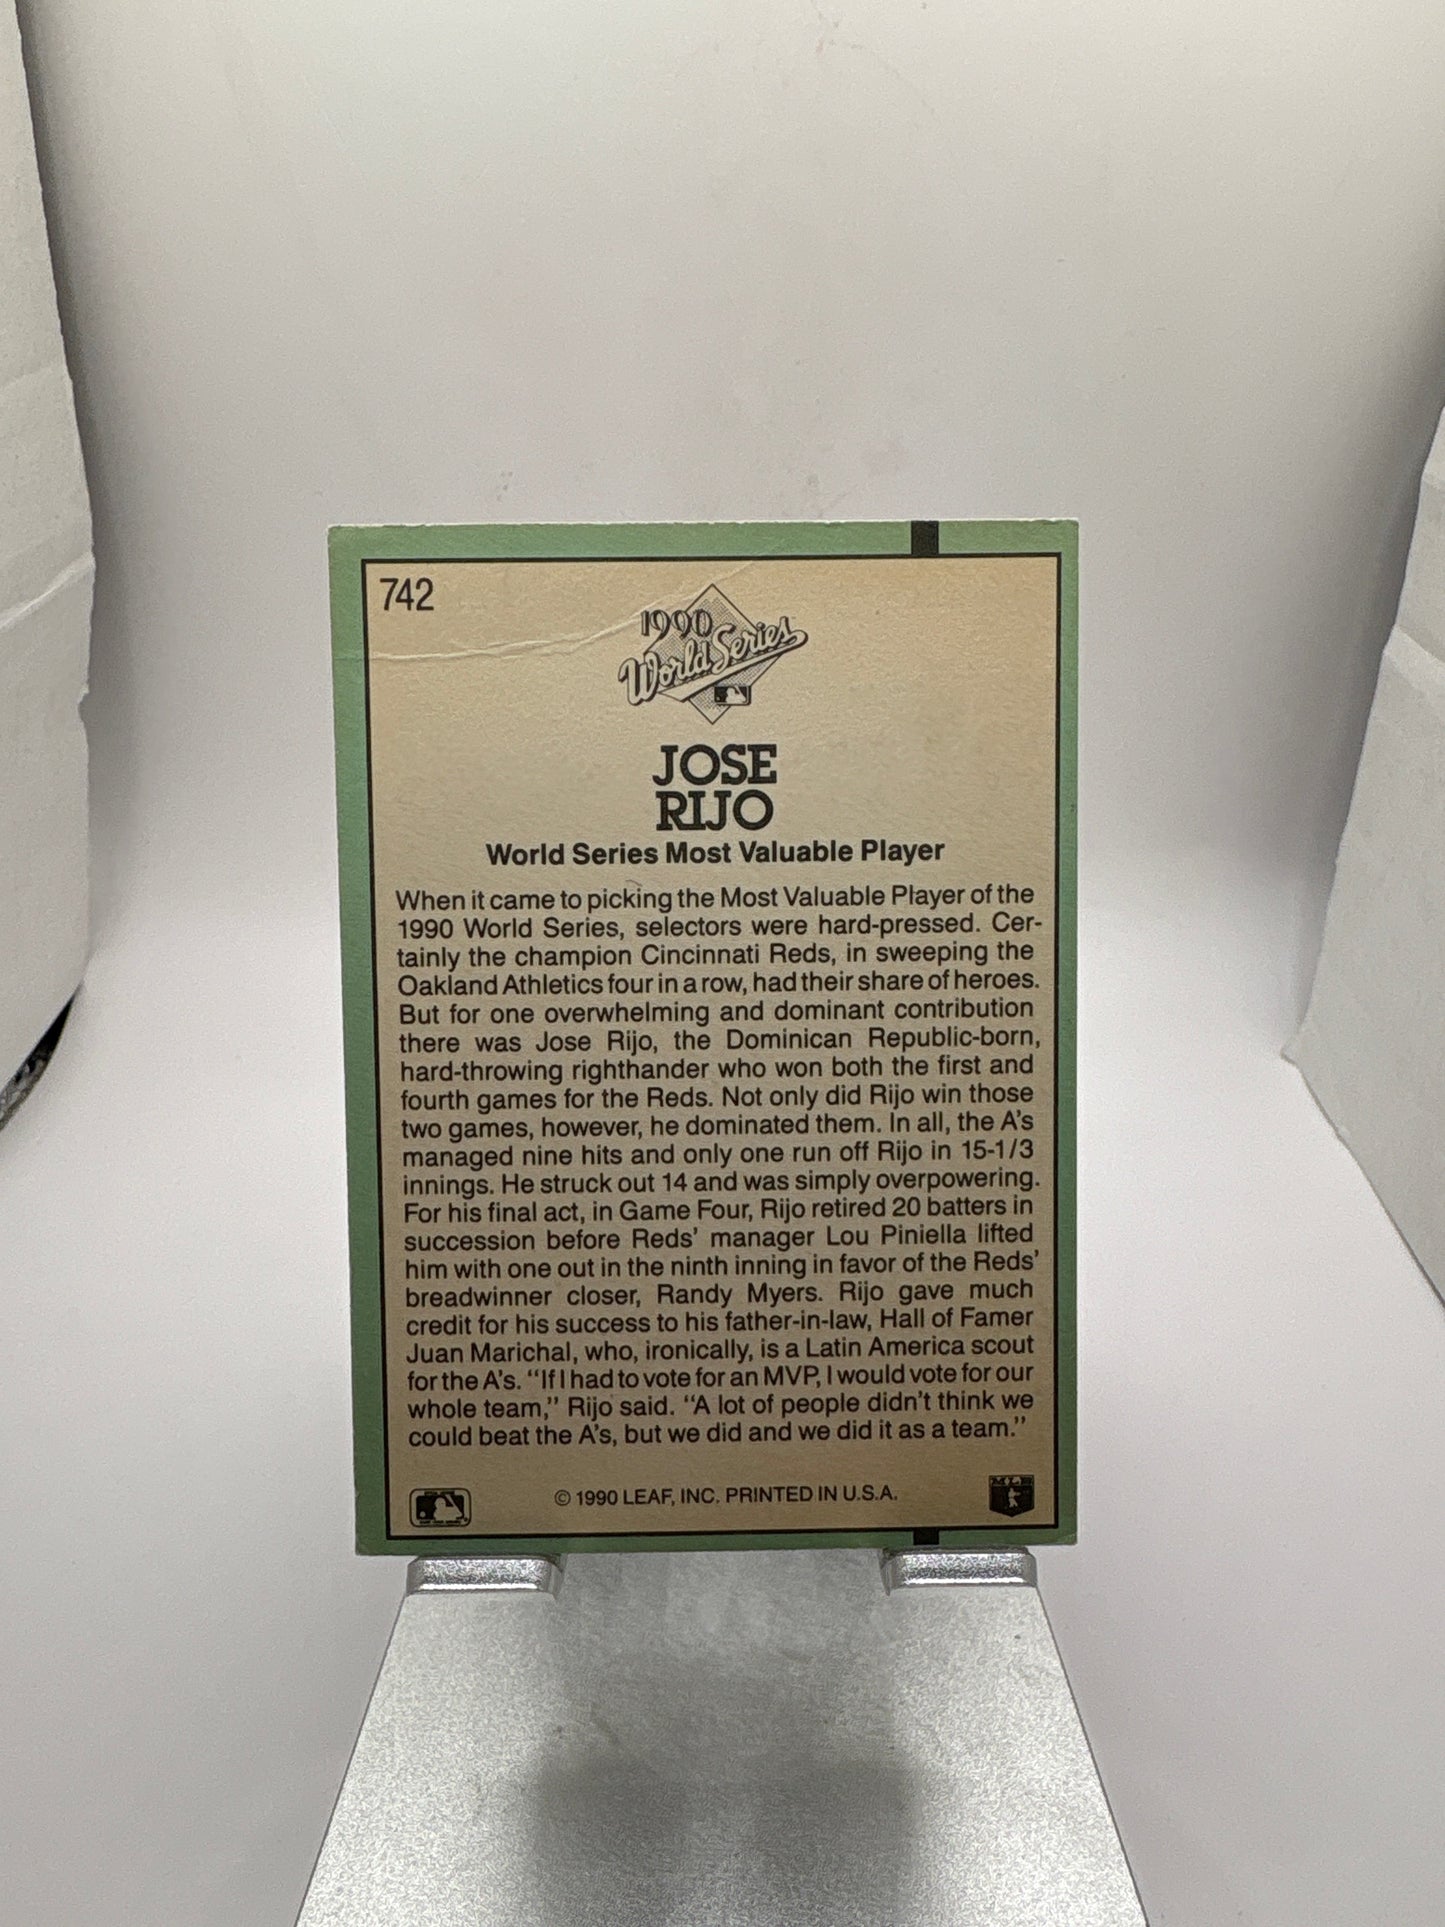 742
1990
World Series
JOSE
RIJO
World Series Most Valuable Player
When it came to picking the Most Valuable Player of the
1990 World Series, selectors were hard-pressed. Cer-
tainly the champion Cincinnati Reds, in sweeping the
Oakland Athletics four in a row, had their share of heroes.
But for one overwhelming and dominant contribution
there was Jose Rijo, the Dominican Republic-born,
hard-throwing righthander who won both the first and
fourth games for the Reds. Not only did Rijo win those
two games, however, he dominated them. In all, the A's
managed nine hits and only one run off Rijo in 15-1/3
innings. He struck out 14 and was simply overpowering.
For his final act, in Game Four, Rijo retired 20 batters in
succession before Reds' manager Lou Piniella lifted
him with one out in the ninth inning in favor of the Reds'
breadwinner closer, Randy Myers. Rijo gave much
credit for his success to his father-in-law, Hall of Famer
Juan Marichal, who, ironically, is a Latin America scout
for the A's. "If I had to vote for an MVP, I would vote for our
whole team," Rijo said. "A lot of people didn't think we
could beat the A's, but we did and we did it as a team."
© 1990 LEAF, INC. PRINTED IN U.S.A.